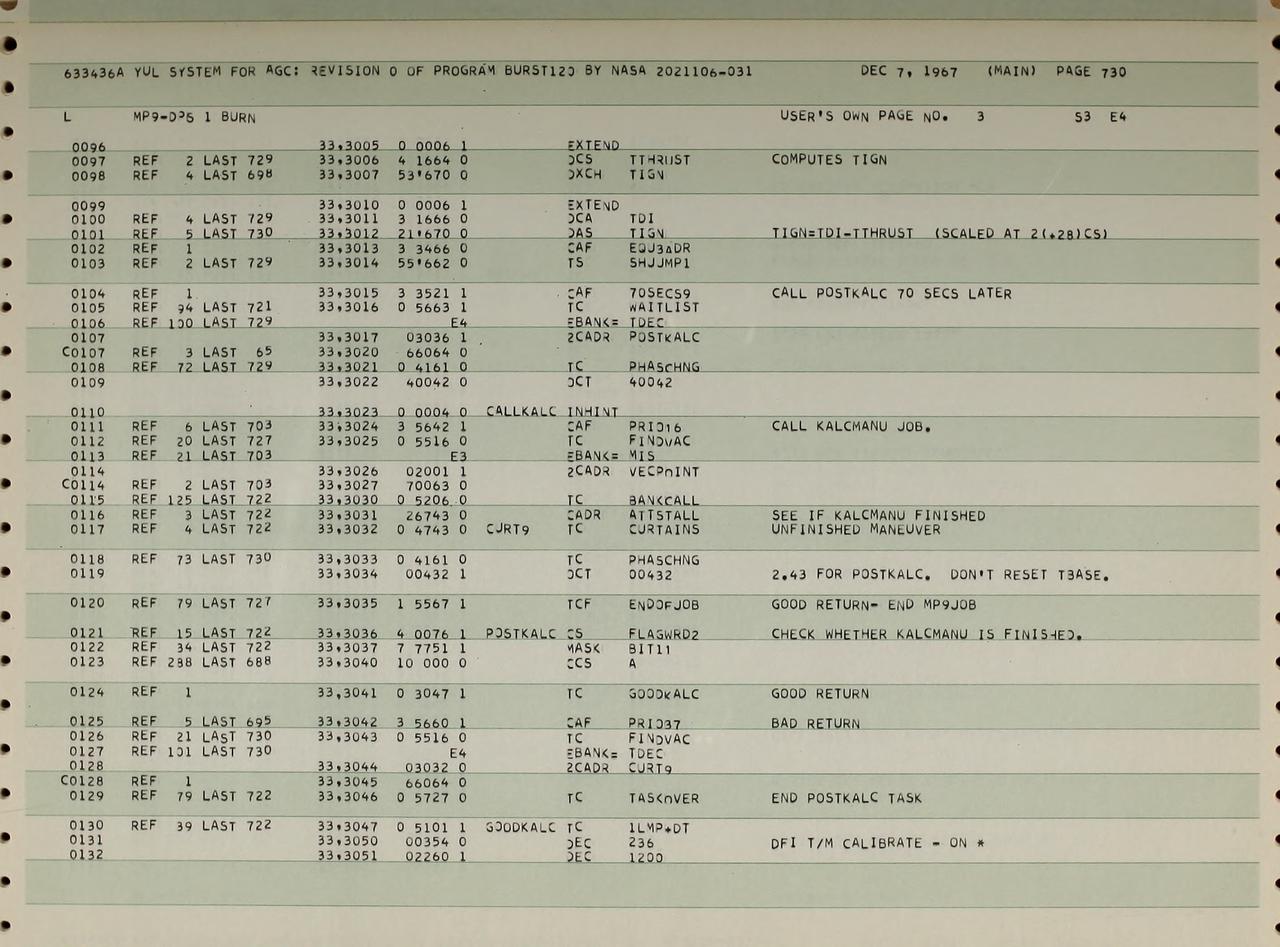 633436A YUL SYSTEM FOR AGC: REVISION 0 OF PROGRAM BURST120 BY NASA 2021106-031 DEC 7, 1967 (MAIN) PAGE 730
L MP9-DPS 1 BURN USER'S OWN PAGE NO. 3 S3 E4
0096 33,3005 0 0006 1 EXTEND
0097 REF 2 LAST 729 33,3006 4 1664 0 DCS TTHRUST COMPUTES TIGN
0098 REF 4 LAST 698 33,3007 53'670 0 DXCH TIGN
0099 33,3010 0 0006 1 EXTEND
0100 REF 4 LAST 729 33,3011 3 1666 0 DCA TDI
0101 REF 5 LAST 730 33,3012 21'670 0 DAS TIGN TIGN=TDI-TTHRUST (SCALED AT 2(+28)CS)
0102 REF 1 33,3013 3 3466 0 CAF EQU3ADR
0103 REF 2 LAST 729 33,3014 55'662 0 TS SHJJMP1
0104 REF 1 33,3015 3 3521 1 CAF 70SECS9 CALL POSTKALC 70 SECS LATER
0105 REF 94 LAST 721 33,3016 0 5663 1 TC WAITLIST
0106 REF 100 LAST 729 E4 EBANK= TDEC
0107 33,3017 03036 1 2CADR POSTKALC
C0107 REF 3 LAST 65 33,3020 66064 0
0108 REF 72 LAST 729 33,3021 0 4161 0 TC PHASCHNG
0109 33,3022 40042 0 OCT 40042
0110 33,3023 0 0004 0 CALLKALC INHINT
0111 REF 6 LAST 703 33,3024 3 5642 1 CAF PRIO16 CALL KALCMANU JOB.
0112 REF 20 LAST 727 33,3025 0 5516 0 TC FINDVAC
0113 REF 21 LAST 703 E3 EBANK= MIS
0114 33,3026 02001 1 2CADR VECPOINT
C0114 REF 2 LAST 703 33,3027 70063 0
0115 REF 125 LAST 722 33,3030 0 5206 0 TC BANKCALL
0116 REF 3 LAST 722 33,3031 26743 0 CADR ATTSTALL SEE IF KALCMANU FINISHED
0117 REF 4 LAST 722 33,3032 0 4743 0 CURT9 TC CURTAINS UNFINISHED MANEUVER
0118 REF 73 LAST 730 33,3033 0 4161 0 TC PHASCHNG
0119 33,3034 00432 1 OCT 00432 2.43 FOR POSTKALC. DON'T RESET TBASE.
0120 REF 79 LAST 727 33,3035 1 5567 1 TCF ENDOFJOB GOOD RETURN- END MP9JOB
0121 REF 15 LAST 722 33,3036 4 0076 1 POSTKALC CS FLAGWRD2 CHECK WHETHER KALCMANU IS FINISHED.
0122 REF 34 LAST 722 33,3037 7 7751 1 MASK BIT11
0123 REF 288 LAST 688 33,3040 10 000 0 CCS A
0124 REF 1 33,3041 0 3047 1 TC GOODKALC GOOD RETURN
0125 REF 5 LAST 695 33,3042 3 5660 1 CAF PRIO37 BAD RETURN
0126 REF 21 LAST 730 33,3043 0 5516 0 TC FINDVAC
0127 REF 101 LAST 730 E4 EBANK= TDEC
0128 33,3044 03032 0 2CADR CURT9
C0128 REF 1 33,3045 66064 0
0129 REF 79 LAST 722 33,3046 0 5727 0 TC TASKOVER END POSTKALC TASK
0130 REF 39 LAST 722 33,3047 0 5101 1 GOODKALC TC 1LMP+DT
0131 33,3050 00354 0 DEC 236 DFI T/M CALIBRATE - ON *
0132 33,3051 02260 1 DEC 1200